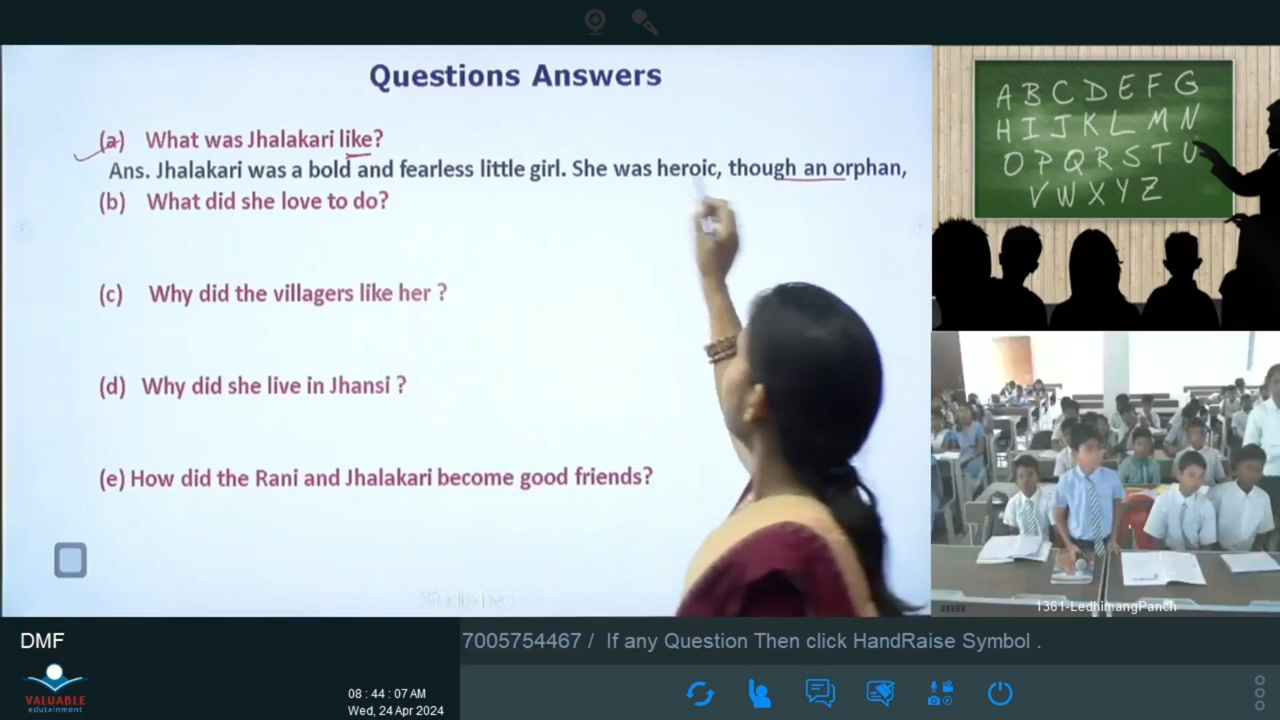 Questions Answers
(a) What was Jhalakari like?
Ans. Jhalakari was a bold and fearless little girl. She was heroic, though an orphan,
(b) What did she love to do?
(c) Why did the villagers like her ?
(d) Why did she live in Jhansi ?
(e) How did the Rani and Jhalakari become good friends?
A B C D E F G
H I J K L M N
O P Q R S T U
V W X Y Z
1361-LedhimangPanch
DMF
VALUABLE
edutainment
08 : 44 : 07 AM
Wed, 24 Apr 2024
7005754467 / If any Question Then click HandRaise Symbol .